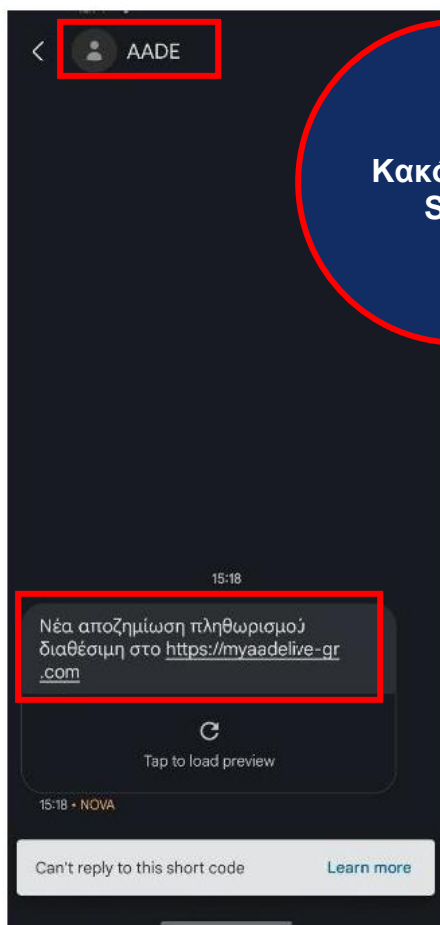 AADE
15:18
Νέα αποζημίωση πληθωρισμού
διαθέσιμη στο https://myaadelive-gr
.com
Tap to load preview
15:18 • NOVA
Can't reply to this short code Learn more